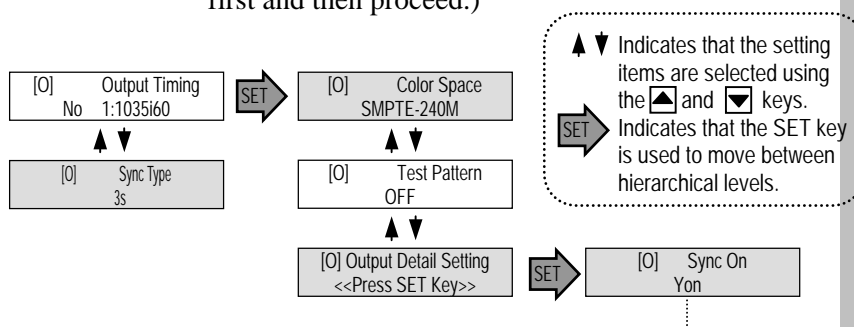 first and then proceed.)
[O] Output Timing
No 1:1035i60
SET
[O] Color Space
SMPTE-240M
[O] Sync Type
3s
[O] Test Pattern
OFF
[O] Output Detail Setting
<<Press SET Key>>
SET
[O] Sync On
Yon
Indicates that the setting
items are selected using
the and keys.
SET
Indicates that the SET key
is used to move between
hierarchical levels.